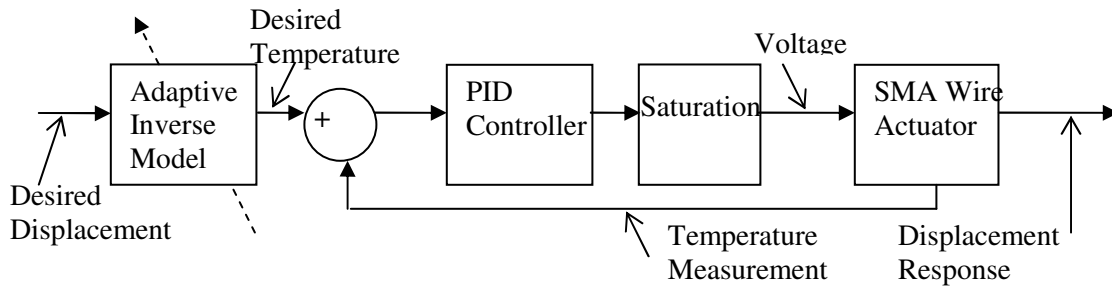 Desired
Temperature
Voltage
Adaptive
Inverse
Model
+
PID
Controller
Saturation
SMA Wire
Actuator
Desired
Displacement
Temperature
Measurement
Displacement
Response